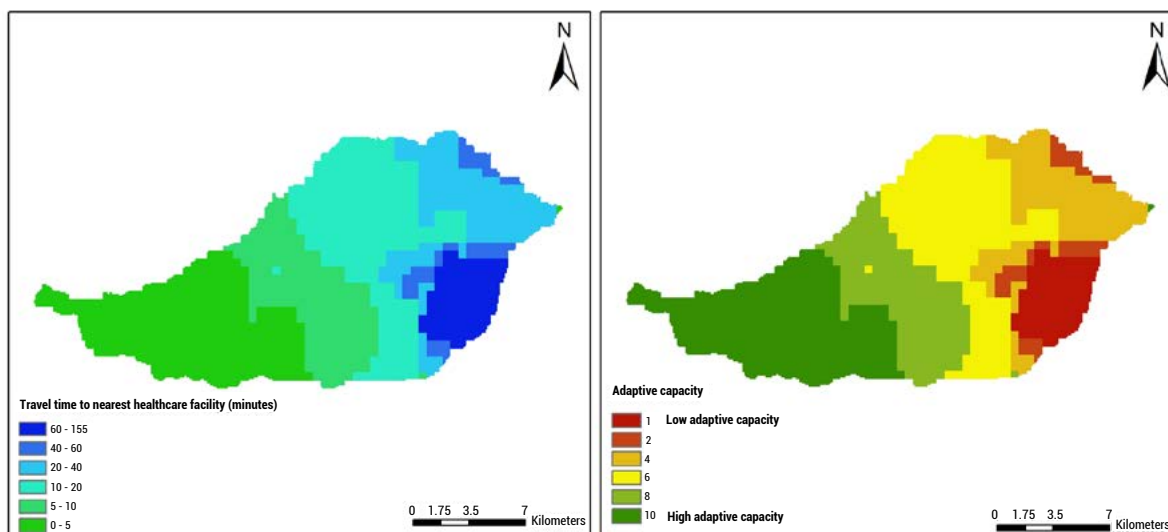 N
Travel time to nearest healthcare facility (minutes)
60 - 155
40 - 60
20 - 40
10 - 20
5 - 10
0 - 5
0 1.75 3.5 7
Kilometers
N
Adaptive capacity
1 Low adaptive capacity
2
4
6
8
10 High adaptive capacity
0 1.75 3.5 7
Kilometers